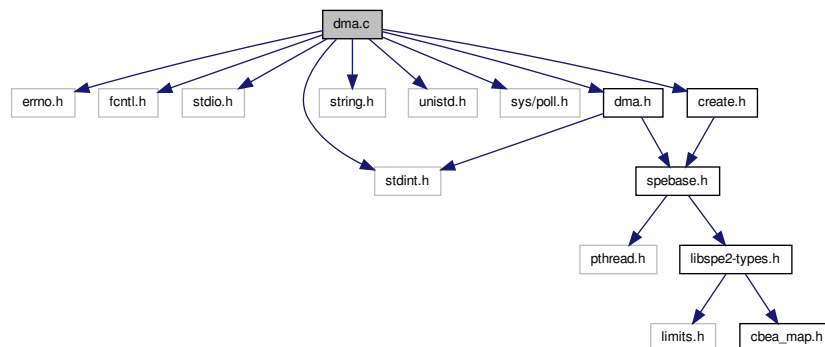 dma.c
errno.h
fcntl.h
stdio.h
string.h
unistd.h
sys/poll.h
dma.h
create.h
stdint.h
spebase.h
pthread.h
libspe2-types.h
limits.h
cbea_map.h